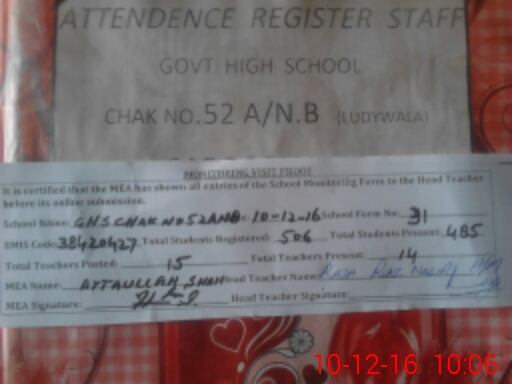 ATTENDENCE REGISTER STAFF
GOVT HIGH SCHOOL
CHAK NO.52 A/N.B (LUDYWALA)
MONITORING VISIT PROOF
It is certified that the MEA has shown all entries of the School Monitoring Form to the Head Teacher
before its online submission.
School Name: GHS CHAK NO 52ANB. 10-12-16 School Form No. 31
EMIS Code: 38420427 Total Students Registered: 506 Total Students Present: 485
Total Teachers Posted: 15 Total Teachers Present: 14
MEA Name: ATTAULLAH SHAH Head Teacher Name: RAJA RIAZ
MEA Signature: Head Teacher Signature:
10-12-16 10:06